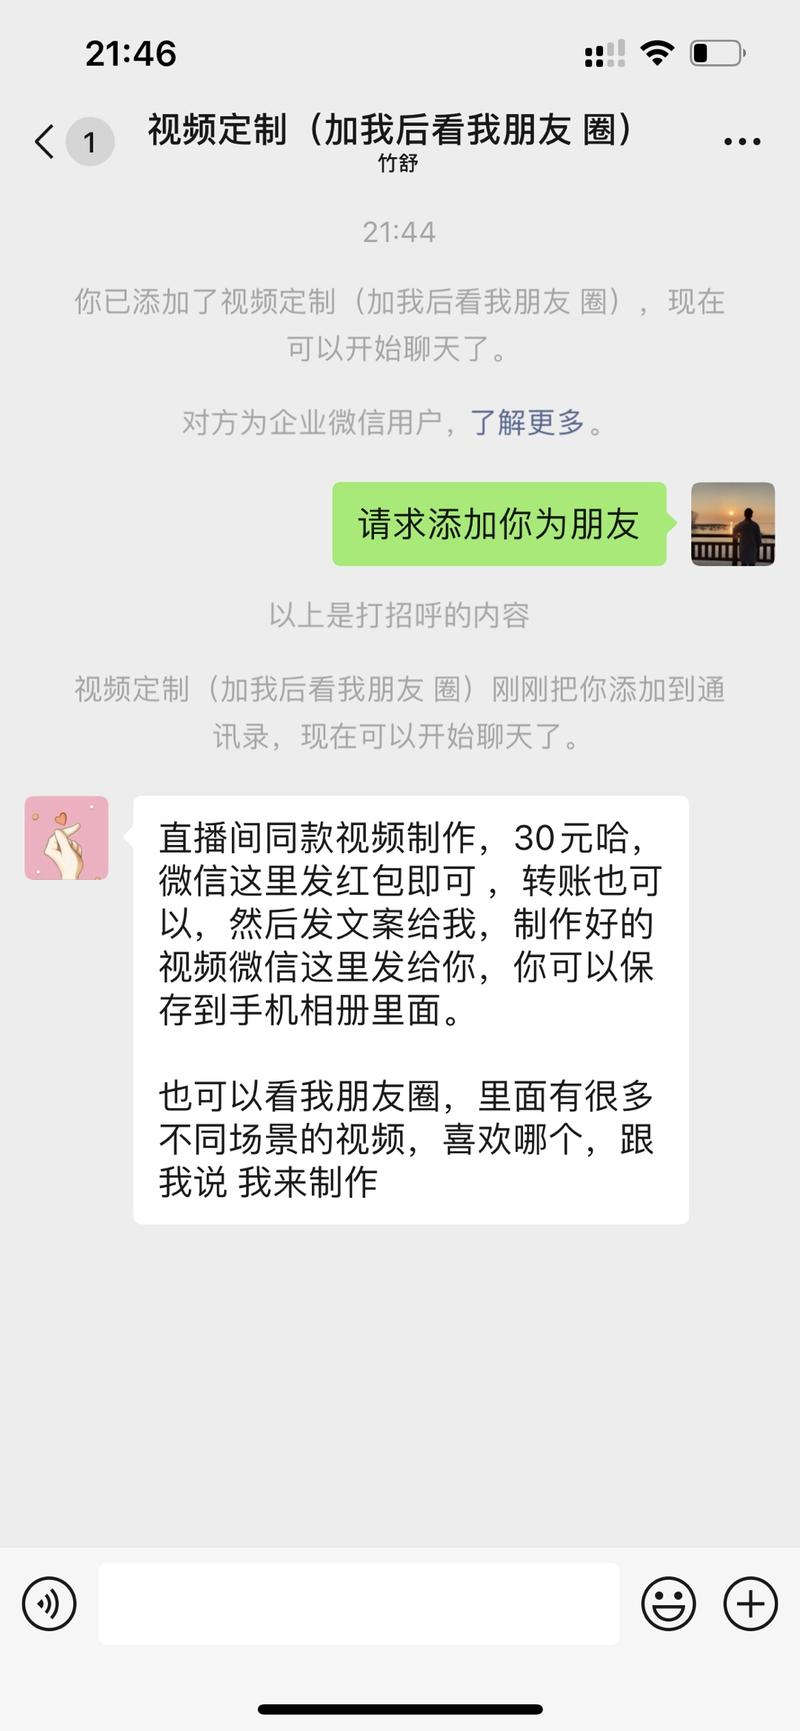 21:46
1
视频定制（加我后看我朋友 圈）
竹舒
21:44
你已添加了视频定制（加我后看我朋友 圈），现在
可以开始聊天了。
对方为企业微信用户，了解更多。
请求添加你为朋友
以上是打招呼的内容
视频定制（加我后看我朋友 圈）刚刚把你添加到通
讯录，现在可以开始聊天了。
直播间同款视频制作，30元哈，
微信这里发红包即可 ，转账也可
以，然后发文案给我，制作好的
视频微信这里发给你，你可以保
存到手机相册里面。
也可以看我朋友圈，里面有很多
不同场景的视频，喜欢哪个，跟
我说 我来制作